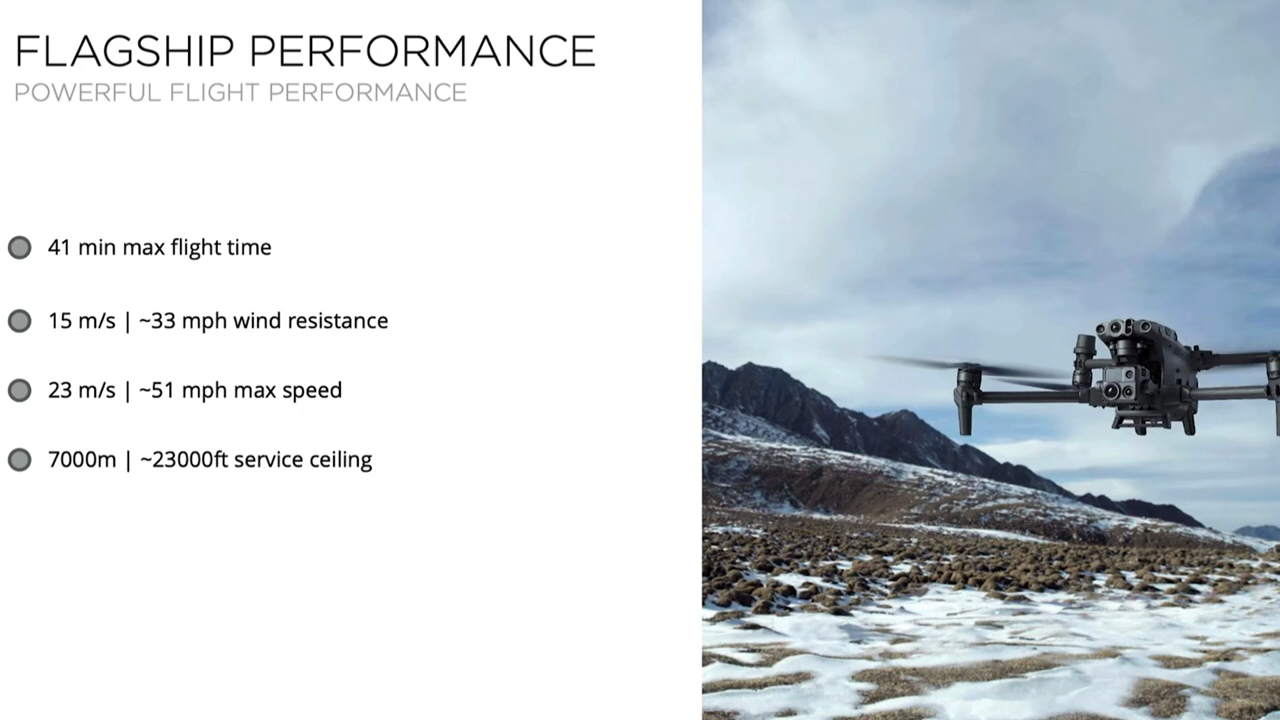 FLAGSHIP PERFORMANCE
POWERFUL FLIGHT PERFORMANCE
41 min max flight time
15 m/s | ~33 mph wind resistance
23 m/s | ~51 mph max speed
7000m | ~23000ft service ceiling